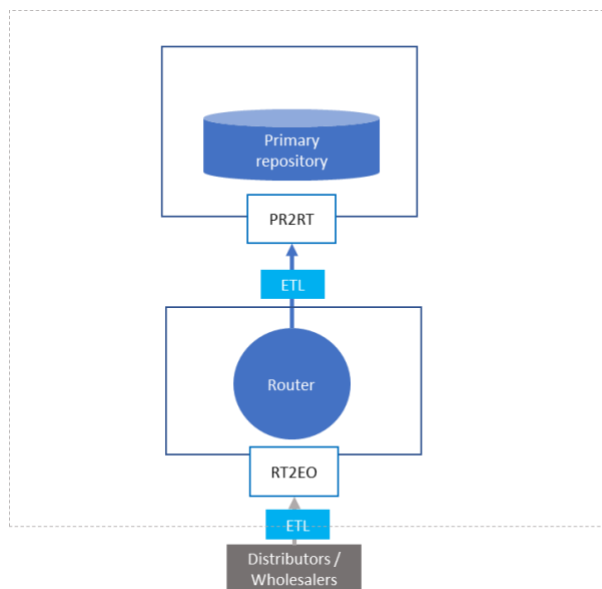 Primary
repository
PR2RT
ETL
Router
RT2EO
ETL
Distributors /
Wholesalers